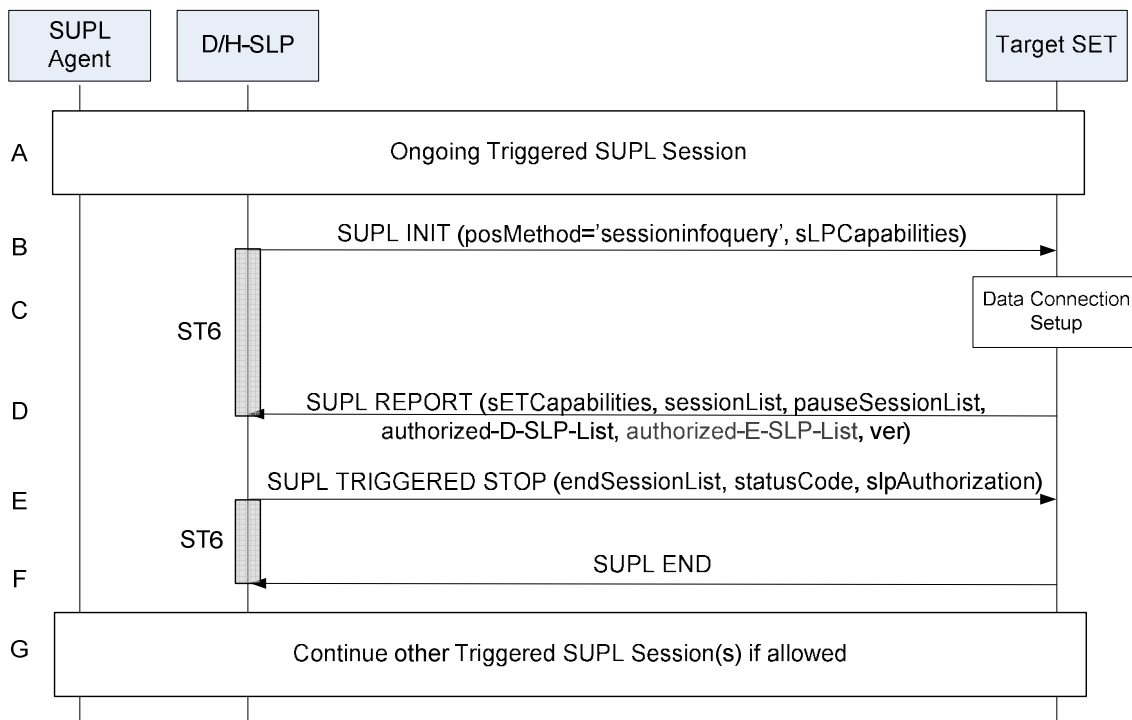 SUPL
Agent
D/H-SLP
Target SET
A
Ongoing Triggered SUPL Session
B
SUPL INIT (posMethod='sessioninfoquery', sLPCapabilities)
C
Data Connection
Setup
ST6
D
SUPL REPORT (sETCapabilities, sessionList, pauseSessionList,
authorized-D-SLP-List, authorized-E-SLP-List, ver)
E
SUPL TRIGGERED STOP (endSessionList, statusCode, slpAuthorization)
ST6
F
SUPL END
G
Continue other Triggered SUPL Session(s) if allowed